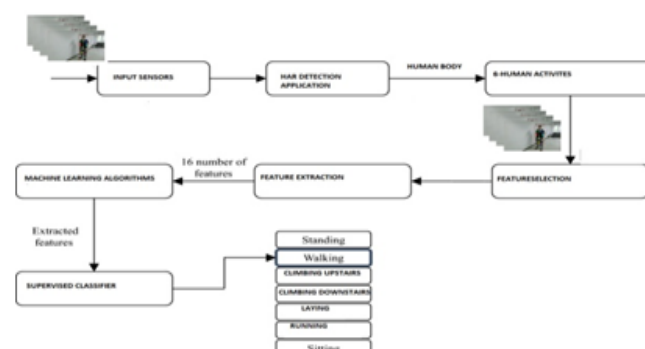 INPUT SENSORS
HAR DETECTION
APPLICATION
HUMAN BODY
6-HUMAN ACTIVITES
FEATURESELECTION
FEATURE EXTRACTION
16 number of
features
MACHINE LEARNING ALGORITHMS
Extracted
features
SUPERVISED CLASSIFIER
Standing
Walking
CLIMBING UPSTAIRS
CLIMBING DOWNSTAIRS
LAYING
RUNNING
Sitting